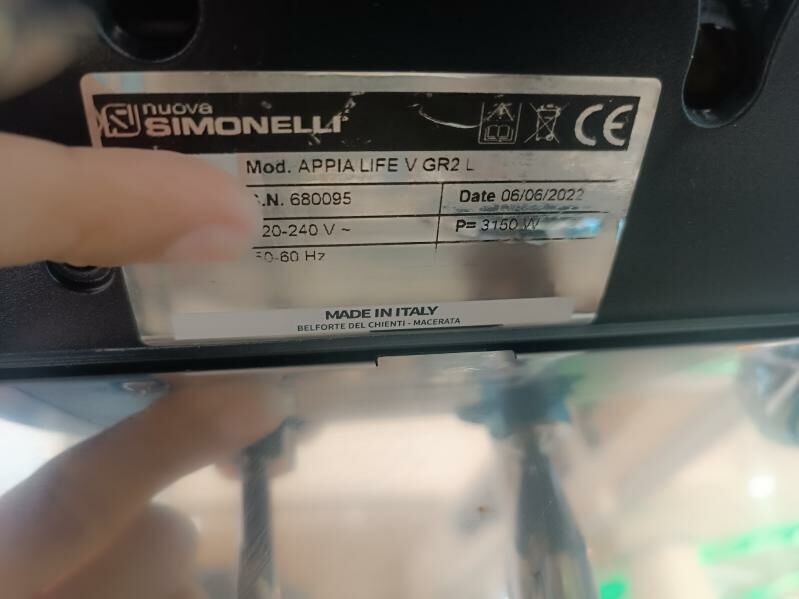 nuova
SIMONELLI
CE
Mod. APPIA LIFE V GR2 L
.N. 680095 Date 06/06/2022
20-240 V ~ P= 3150 W
50-60 Hz
MADE IN ITALY
BELFORTE DEL CHIENTI - MACERATA